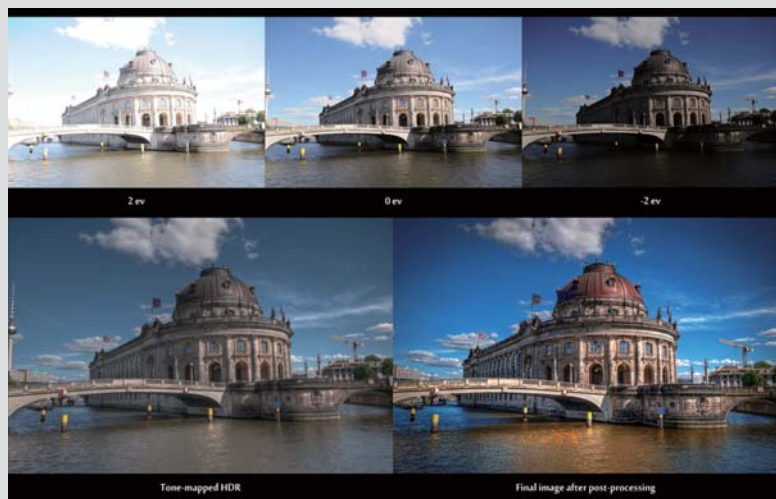 2 ev
0 ev
-2 ev
Tone-mapped HDR
Final image after post-processing